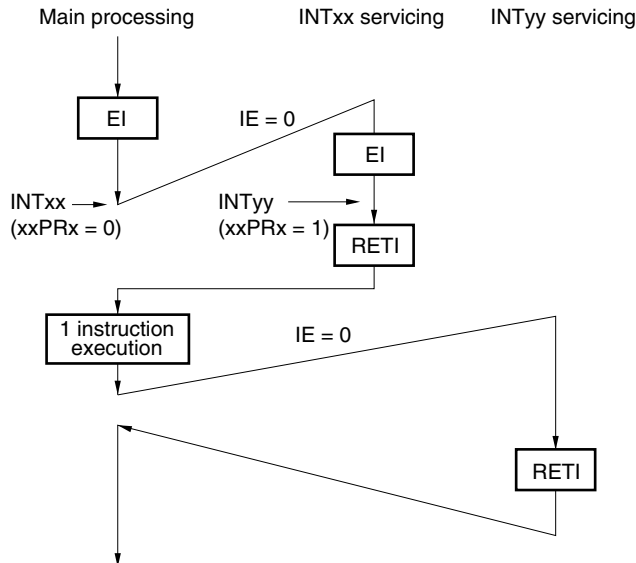 Main processing
INTxx servicing
INTyy servicing
EI
IE = 0
EI
INTxx
(xxPRx = 0)
INTyy
(xxPRx = 1)
RETI
1 instruction
execution
IE = 0
RETI